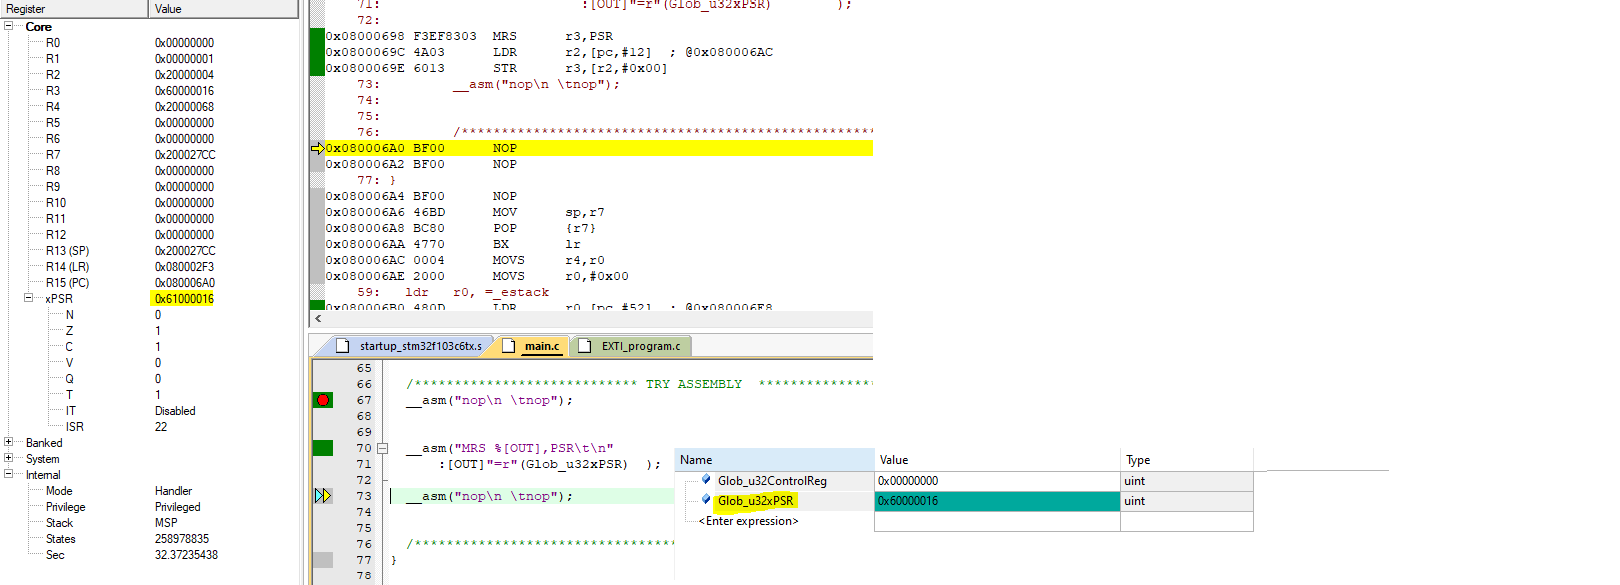 Register Value
Core
R0 0x00000000
R1 0x00000001
R2 0x20000004
R3 0x60000016
R4 0x20000068
R5 0x00000000
R6 0x00000000
R7 0x200027CC
R8 0x00000000
R9 0x00000000
R10 0x00000000
R11 0x00000000
R12 0x00000000
R13 (SP) 0x200027CC
R14 (LR) 0x080002F3
R15 (PC) 0x080006A0
xPSR 0x61000016
N 0
Z 1
C 1
V 0
Q 0
T 1
IT Disabled
ISR 22
Banked
System
Internal
Mode Handler
Privilege Privileged
Stack MSP
States 258978835
Sec 32.37235438
71: :[OUT]"=r"(Glob_u32xPSR) );
72:
0x08000698 F3EF8303 MRS r3,PSR
0x0800069C 4A03 LDR r2,[pc,#12] ; @0x080006AC
0x0800069E 6013 STR r3,[r2,#0x00]
73: __asm("nop\n \tnop");
74:
75:
76: /****************************************************
0x080006A0 BF00 NOP
0x080006A2 BF00 NOP
77: }
0x080006A4 BF00 NOP
0x080006A6 46BD MOV sp,r7
0x080006A8 BC80 POP {r7}
0x080006AA 4770 BX lr
0x080006AC 0004 MOVS r4,r0
0x080006AE 2000 MOVS r0,#0x00
59: ldr r0, =_estack
0x080006B0 480D LDR r0,[pc,#52] ; @0x080006E8
startup_stm32f103c6tx.s main.c EXTI_program.c
65
66 /**************************** TRY ASSEMBLY ***************
67 __asm("nop\n \tnop");
68
69
70 __asm("MRS %[OUT],PSR\t\n"
71 :[OUT]"=r"(Glob_u32xPSR) );
72
73 __asm("nop\n \tnop");
74
75
76 /*********************************
77 }
78
Name Value Type
Glob_u32ControlReg 0x00000000 uint
Glob_u32xPSR 0x60000016 uint
<Enter expression>